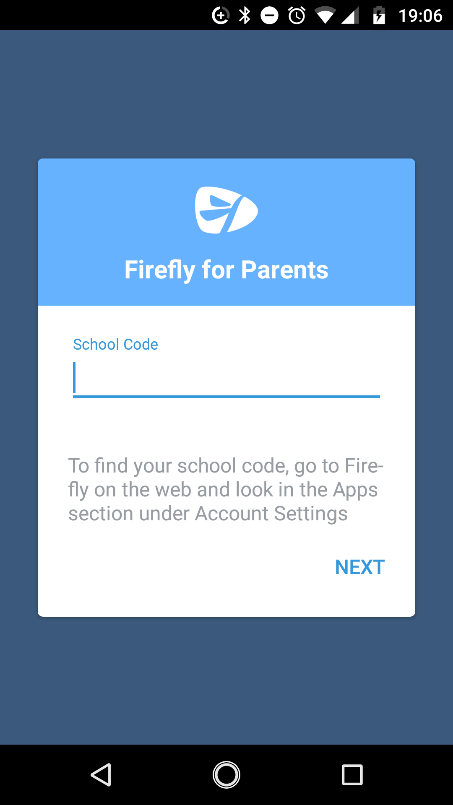 19:06
Firefly for Parents
School Code
To find your school code, go to Fire-
fly on the web and look in the Apps
section under Account Settings
NEXT